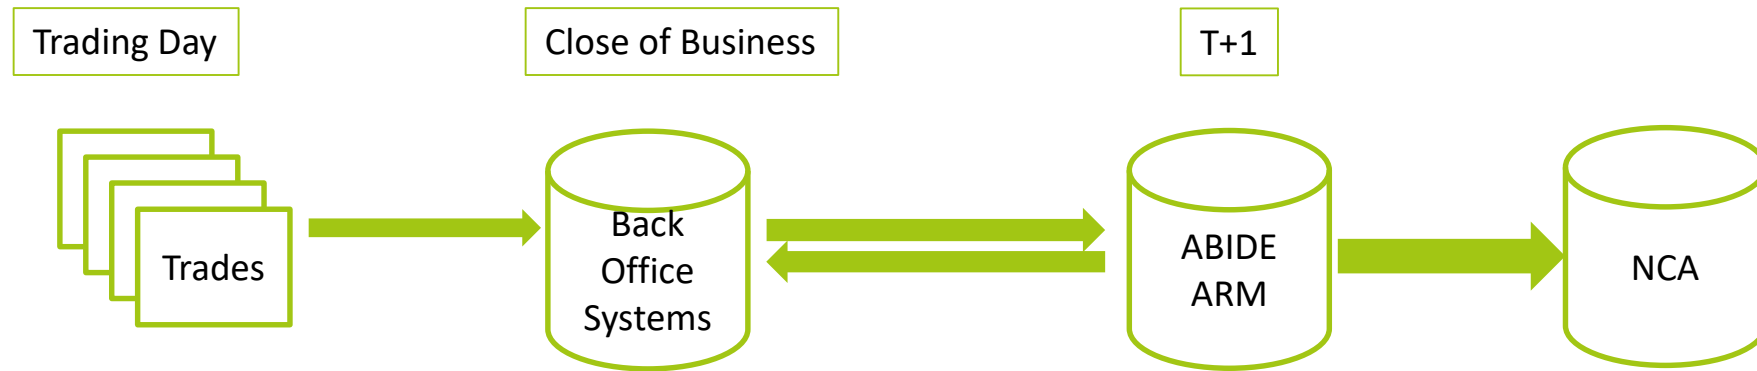 Trading Day
Close of Business
T+1
Trades
Back
Office
Systems
ABIDE
ARM
NCA